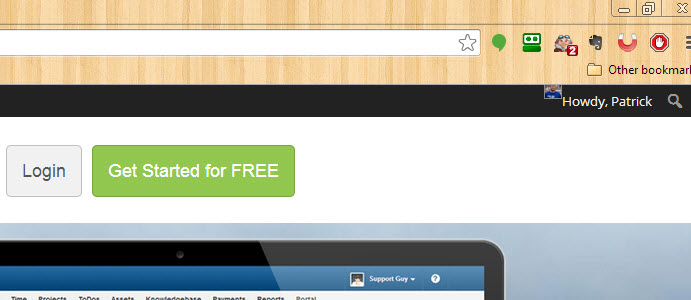 2
Other bookmar
Howdy, Patrick
Login
Get Started for FREE
Support Guy
?
Time Projects ToDos Assets Knowledgebase Payments Reports Portal